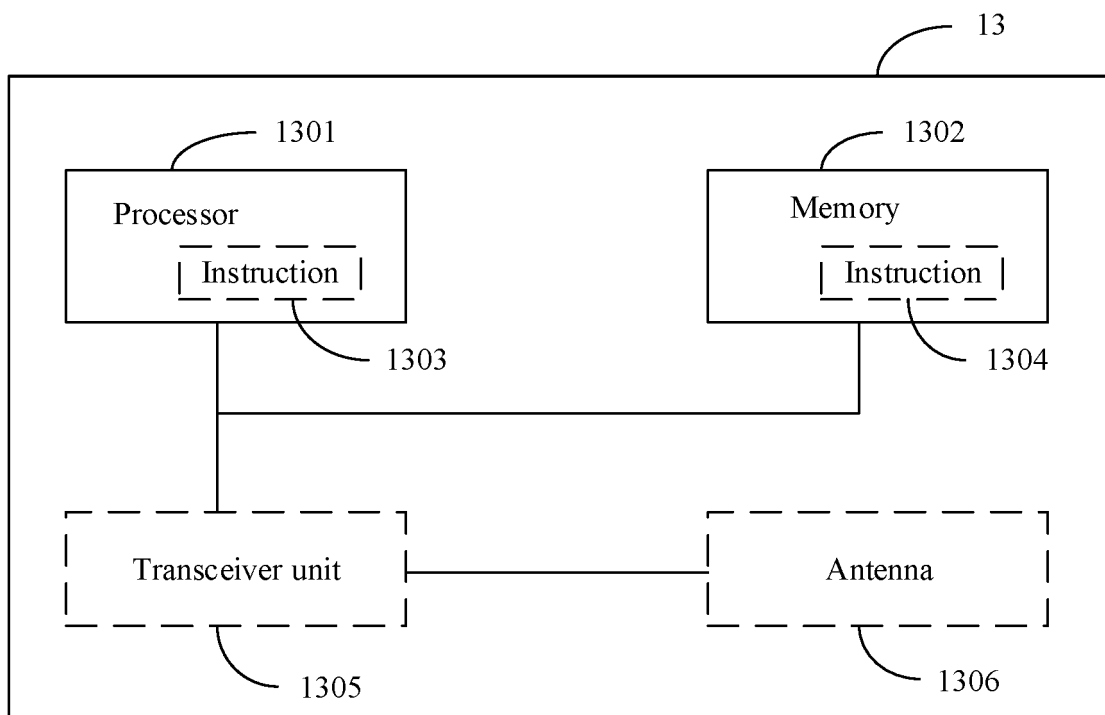 13
1301
1302
Processor
Memory
Instruction
Instruction
1303
1304
Transceiver unit
Antenna
1305
1306